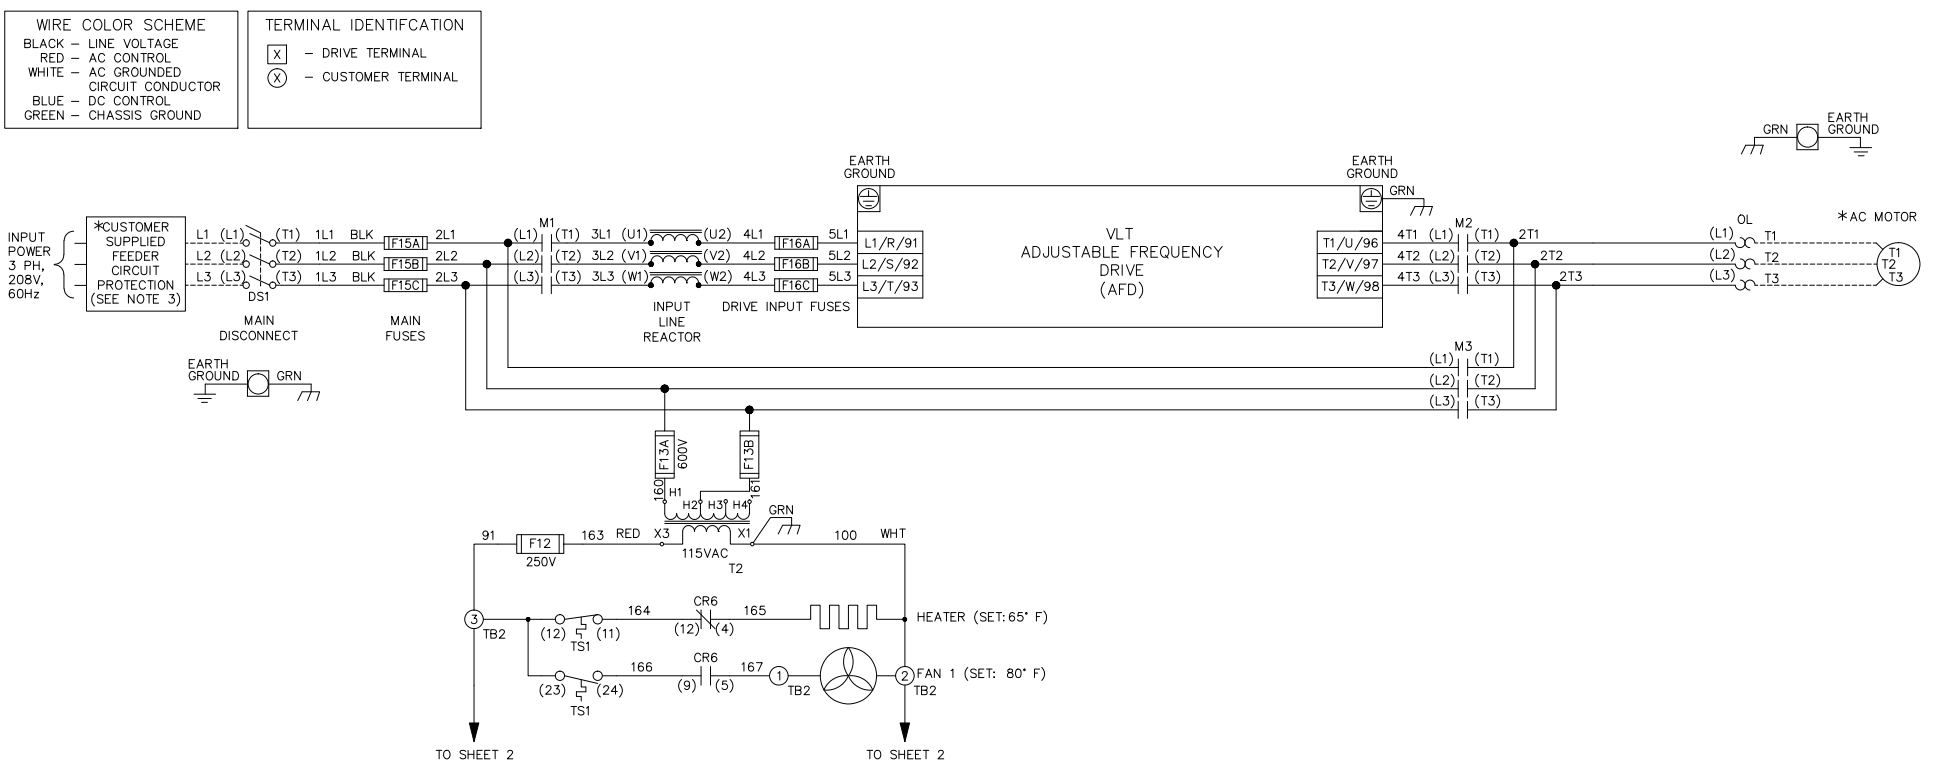 WIRE COLOR SCHEME
BLACK – LINE VOLTAGE
RED – AC CONTROL
WHITE – AC GROUNDED
CIRCUIT CONDUCTOR
BLUE – DC CONTROL
GREEN – CHASSIS GROUND
TERMINAL IDENTIFCATION
X – DRIVE TERMINAL
X – CUSTOMER TERMINAL
GRN
EARTH
GROUND
EARTH
GROUND
EARTH
GROUND
GRN
INPUT
POWER
3 PH,
208V,
60Hz
*CUSTOMER
SUPPLIED
FEEDER
CIRCUIT
PROTECTION
(SEE NOTE 3)
M1
M2
OL
*AC MOTOR
L1 (L1) (T1) 1L1 BLK F15A 2L1 (L1) (T1) 3L1 (U1) (U2) 4L1 F16A 5L1 L1/R/91
L2 (L2) (T2) 1L2 BLK F15B 2L2 (L2) (T2) 3L2 (V1) (V2) 4L2 F16B 5L2 L2/S/92
L3 (L3) (T3) 1L3 BLK F15C 2L3 (L3) (T3) 3L3 (W1) (W2) 4L3 F16C 5L3 L3/T/93
DS1
MAIN
DISCONNECT
MAIN
FUSES
INPUT
LINE
REACTOR
DRIVE INPUT FUSES
VLT
ADJUSTABLE FREQUENCY
DRIVE
(AFD)
T1/U/96 4T1 (L1) (T1) 2T1 (L1) T1
T2/V/97 4T2 (L2) (T2) 2T2 (L2) T2
T3/W/98 4T3 (L3) (T3) 2T3 (L3) T3
T1
T2
T3
EARTH
GROUND
GRN
M3
(L1) (T1)
(L2) (T2)
(L3) (T3)
F13A
600V
F13B
160
161
H1
H2 H3 H4
GRN
91
F12
250V
163
RED
X3
X1
100
WHT
115VAC
T2
3
TB2
(12)
(11)
TS1
164
CR6
(12)
(4)
165
HEATER (SET: 65° F)
(23)
(24)
TS1
166
CR6
(9)
(5)
167
1
TB2
2
TB2
FAN 1 (SET: 80° F)
TO SHEET 2
TO SHEET 2